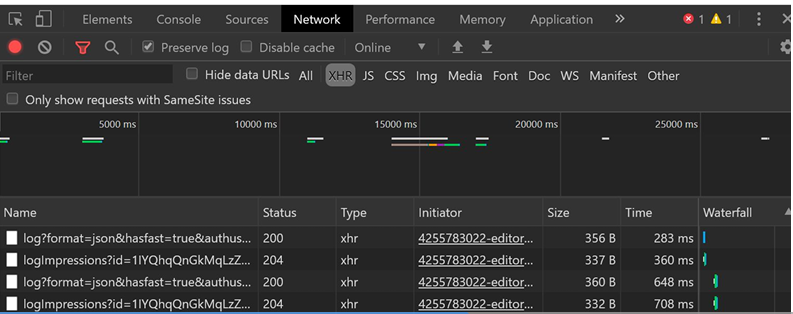 Elements Console Sources Network Performance Memory Application » 1 1
Preserve log Disable cache Online
Filter Hide data URLs All XHR JS CSS Img Media Font Doc WS Manifest Other
Only show requests with SameSite issues
5000 ms 10000 ms 15000 ms 20000 ms 25000 ms
Name Status Type Initiator Size Time Waterfall
log?format=json&hasfast=true&authus... 200 xhr 4255783022-editor... 356 B 283 ms
logImpressions?id=1IYQhqQnGkMqLzZ... 204 xhr 4255783022-editor... 337 B 360 ms
log?format=json&hasfast=true&authus... 200 xhr 4255783022-editor... 360 B 648 ms
logImpressions?id=1IYQhqQnGkMqLzZ... 204 xhr 4255783022-editor... 332 B 708 ms